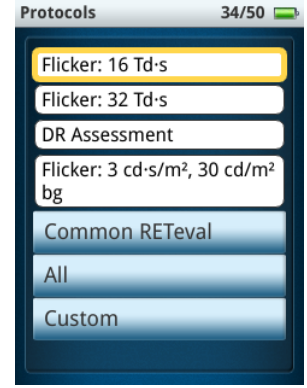 Protocols 34/50
Flicker: 16 Td·s
Flicker: 32 Td·s
DR Assessment
Flicker: 3 cd·s/m², 30 cd/m²
bg
Common RETeval
All
Custom